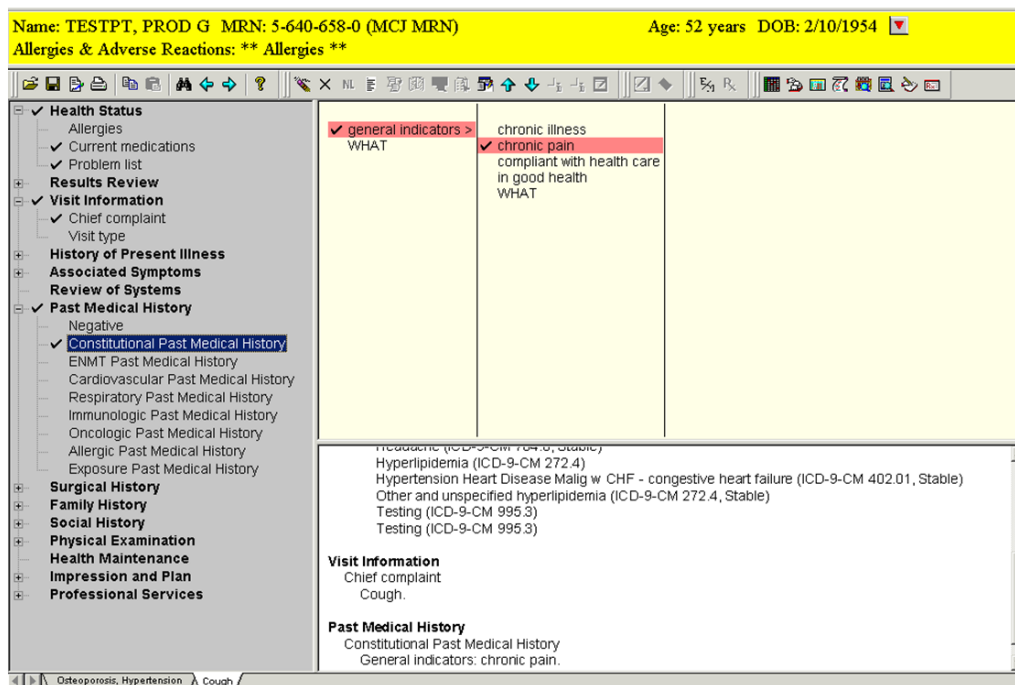 Name: TESTPT, PROD G MRN: 5-640-658-0 (MCJ MRN) Age: 52 years DOB: 2/10/1954
Allergies & Adverse Reactions: ** Allergies **
NL
Health Status
Allergies
Current medications
Problem list
Results Review
Visit Information
Chief complaint
Visit type
History of Present Illness
Associated Symptoms
Review of Systems
Past Medical History
Negative
Constitutional Past Medical History
ENMT Past Medical History
Cardiovascular Past Medical History
Respiratory Past Medical History
Immunologic Past Medical History
Oncologic Past Medical History
Allergic Past Medical History
Exposure Past Medical History
Surgical History
Family History
Social History
Physical Examination
Health Maintenance
Impression and Plan
Professional Services
general indicators >
WHAT
chronic illness
chronic pain
compliant with health care
in good health
WHAT
Headache (ICD-9-CM 784.0, Stable)
Hyperlipidemia (ICD-9-CM 272.4)
Hypertension Heart Disease Malig w CHF - congestive heart failure (ICD-9-CM 402.01, Stable)
Other and unspecified hyperlipidemia (ICD-9-CM 272.4, Stable)
Testing (ICD-9-CM 995.3)
Testing (ICD-9-CM 995.3)
Visit Information
Chief complaint
Cough.
Past Medical History
Constitutional Past Medical History
General indicators: chronic pain.
Osteoporosis, Hypertension Cough